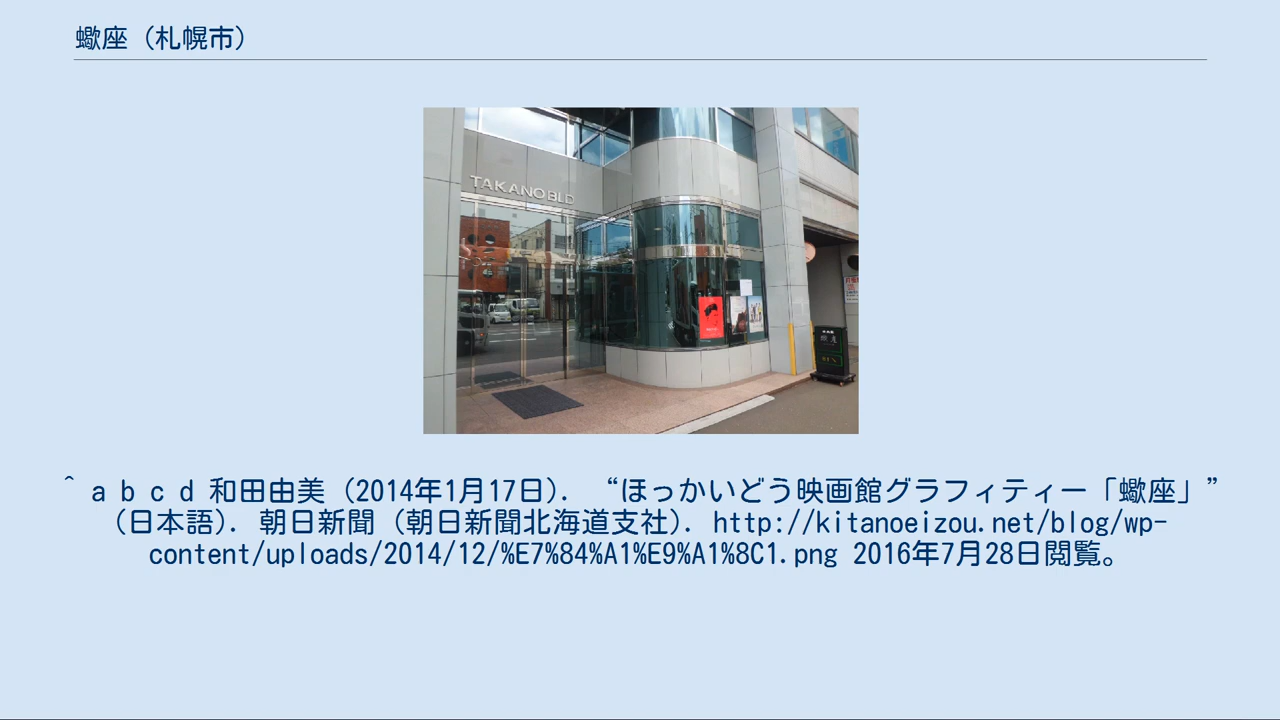 蠍座（札幌市）
TAKANO BLD
^ a b c d 和田由美（2014年1月17日）. “ほっかいどう映画館グラフィティー「蠍座」”
（日本語）. 朝日新聞（朝日新聞北海道支社）. http://kitanoeizou.net/blog/wp-
content/uploads/2014/12/%E7%84%A1%E9%A1%8C1.png 2016年7月28日閲覧。